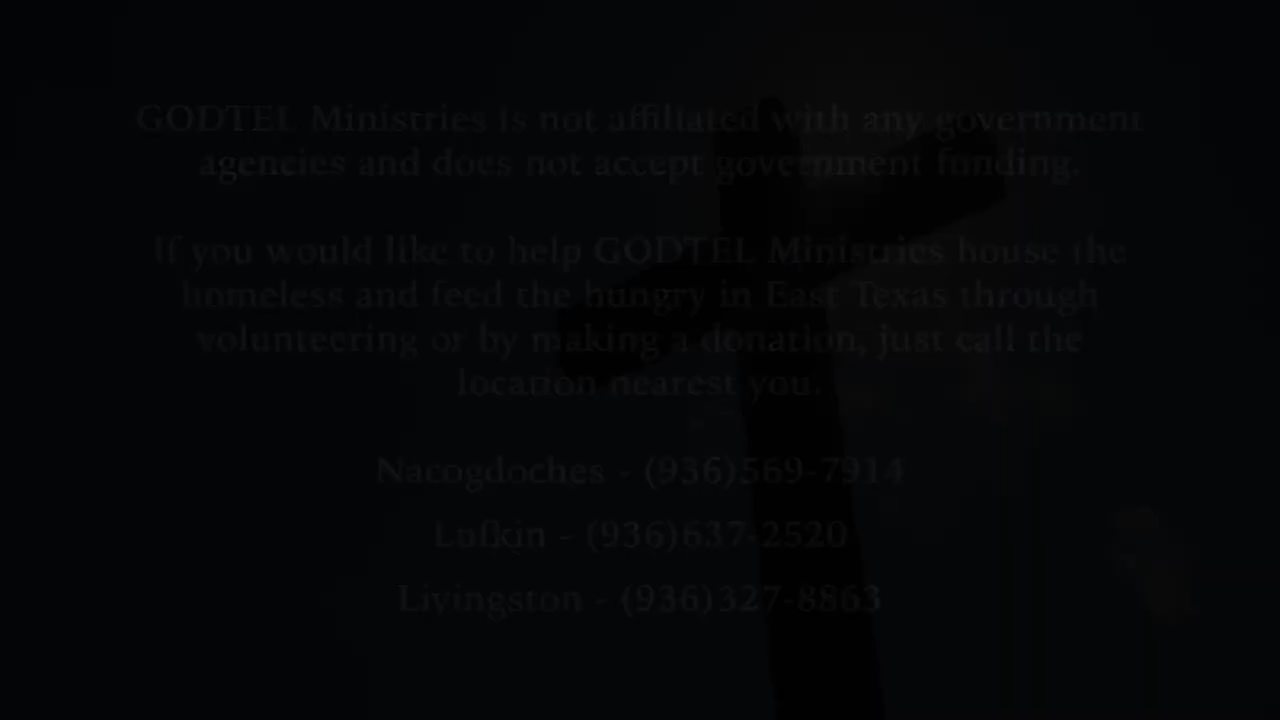 GODTEL Ministries is not affiliated with any government
agencies and does not accept government funding.
If you would like to help GODTEL Ministries house the
homeless and feed the hungry in East Texas through
volunteering or by making a donation, just call the
location nearest you.
Nacogdoches - (936)569-7914
Lufkin - (936)637-2520
Livingston - (936)327-8863